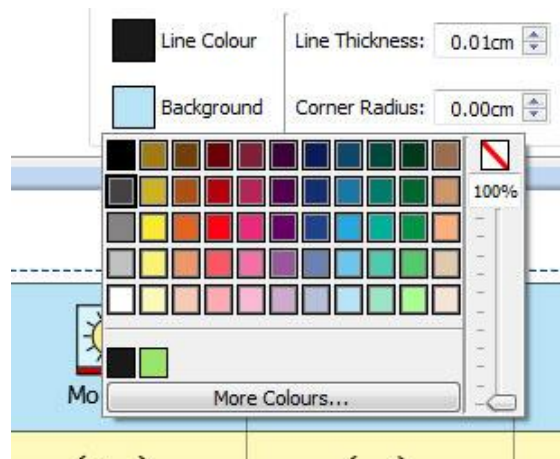 Line Colour Line Thickness: 0.01cm
Background Corner Radius: 0.00cm
100%
Mo
More Colours...